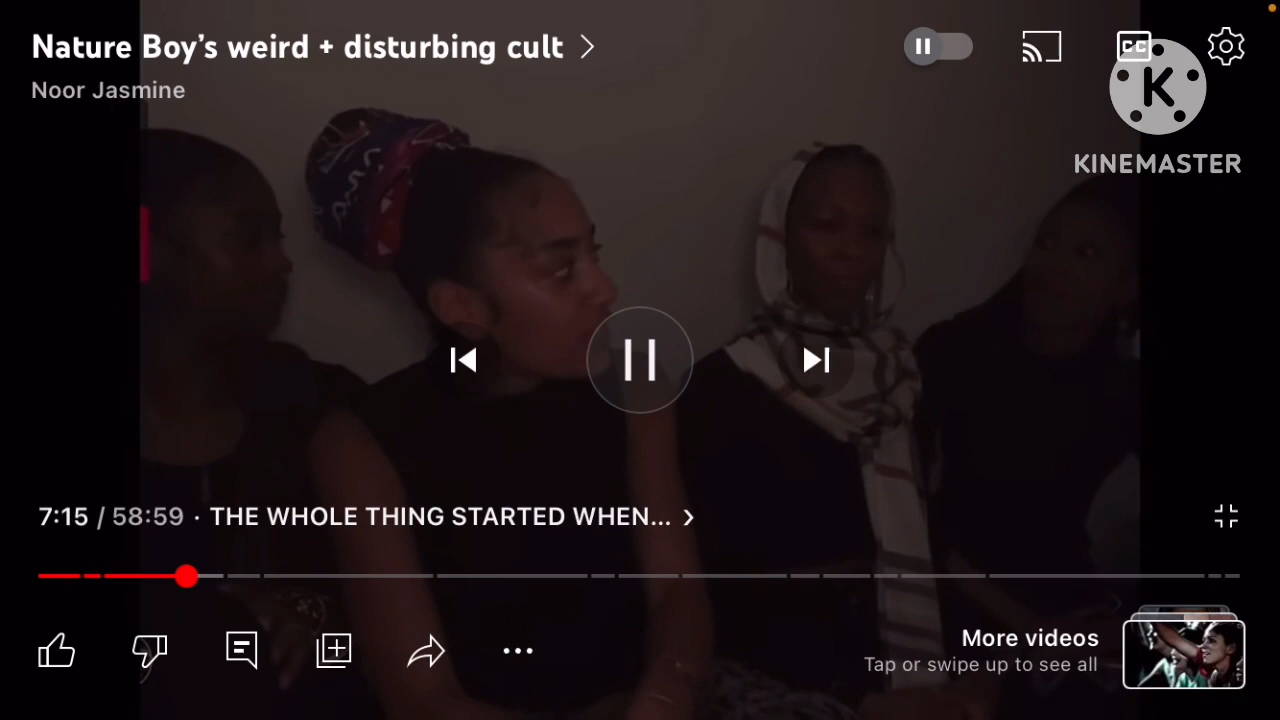 Nature Boy's weird + disturbing cult
Noor Jasmine
CC
K
KINEMASTER
7:15 / 58:59 · THE WHOLE THING STARTED WHEN...
More videos
Tap or swipe up to see all